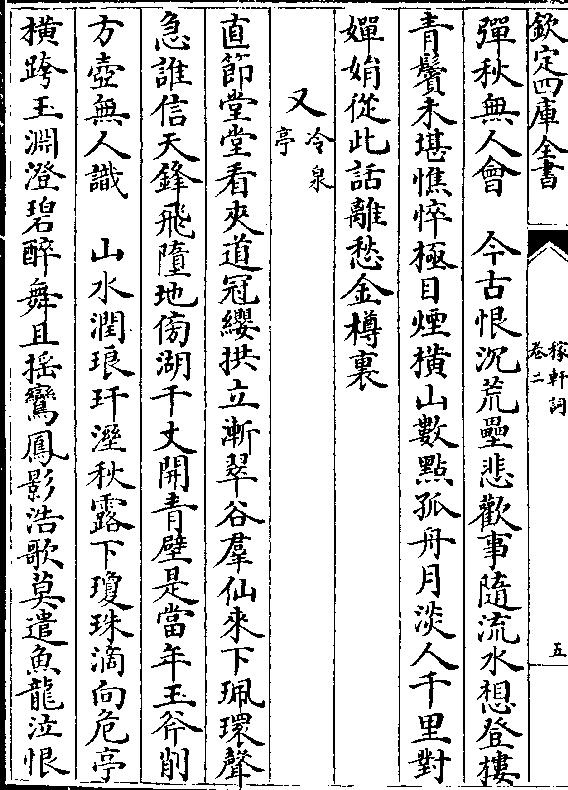 欽定四庫全書
稼軒詞
卷二
五
彈秋無人會　今古恨沉荒壘悲歡事隨流水想登樓
青鬢未堪憔悴極目煙橫山數點孤舟月淡人千里對
嬋娟從此話離愁金樽裏
又冷泉亭
直節堂堂看夾道冠纓拱立漸翠谷羣仙來下珮環聲
急誰信天鋒飛墮地傍湖千丈開青壁是當年玉斧削
方壺無人識　山水潤琅玕溼秋露下瓊珠滴向危亭
橫跨玉淵澄碧醉舞且搖鸞鳳影浩歌莫遣魚龍泣恨